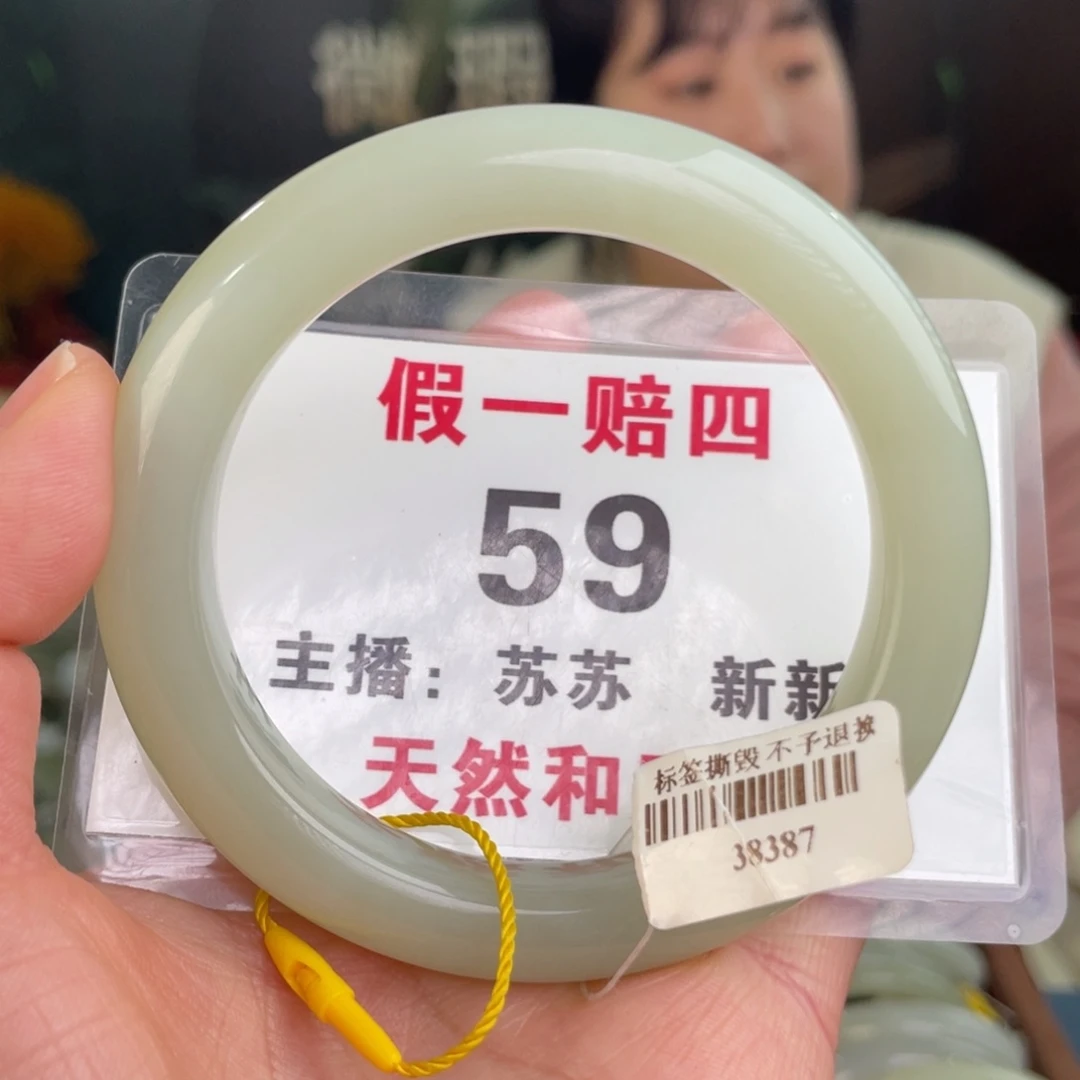 假一赔四
59
主播：苏苏 新新
天然和
标签撕毁不予退换
38387